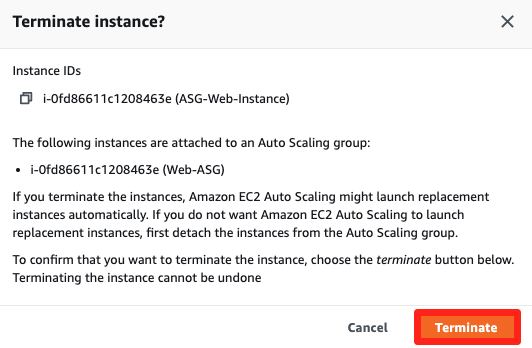 Terminate instance?
Instance IDs
i-0fd86611c1208463e (ASG-Web-Instance)
The following instances are attached to an Auto Scaling group:
• i-0fd86611c1208463e (Web-ASG)
If you terminate the instances, Amazon EC2 Auto Scaling might launch replacement
instances automatically. If you do not want Amazon EC2 Auto Scaling to launch
replacement instances, first detach the instances from the Auto Scaling group.
To confirm that you want to terminate the instance, choose the terminate button below.
Terminating the instance cannot be undone
Cancel Terminate